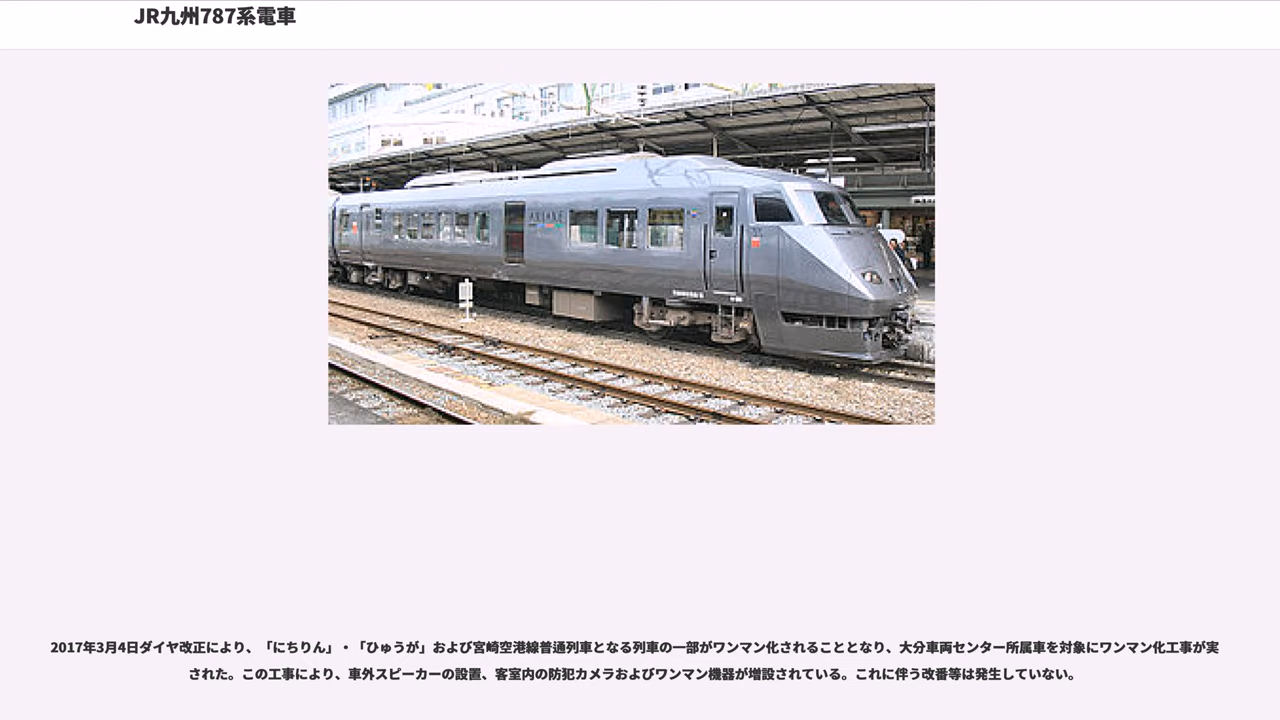 JR九州787系電車
2017年3月4日ダイヤ改正により、「にちりん」・「ひゅうが」および宮崎空港線普通列車となる列車の一部がワンマン化されることとなり、大分車両センター所属車を対象にワンマン化工事が実
された。この工事により、車外スピーカーの設置、客室内の防犯カメラおよびワンマン機器が増設されている。これに伴う改番等は発生していない。